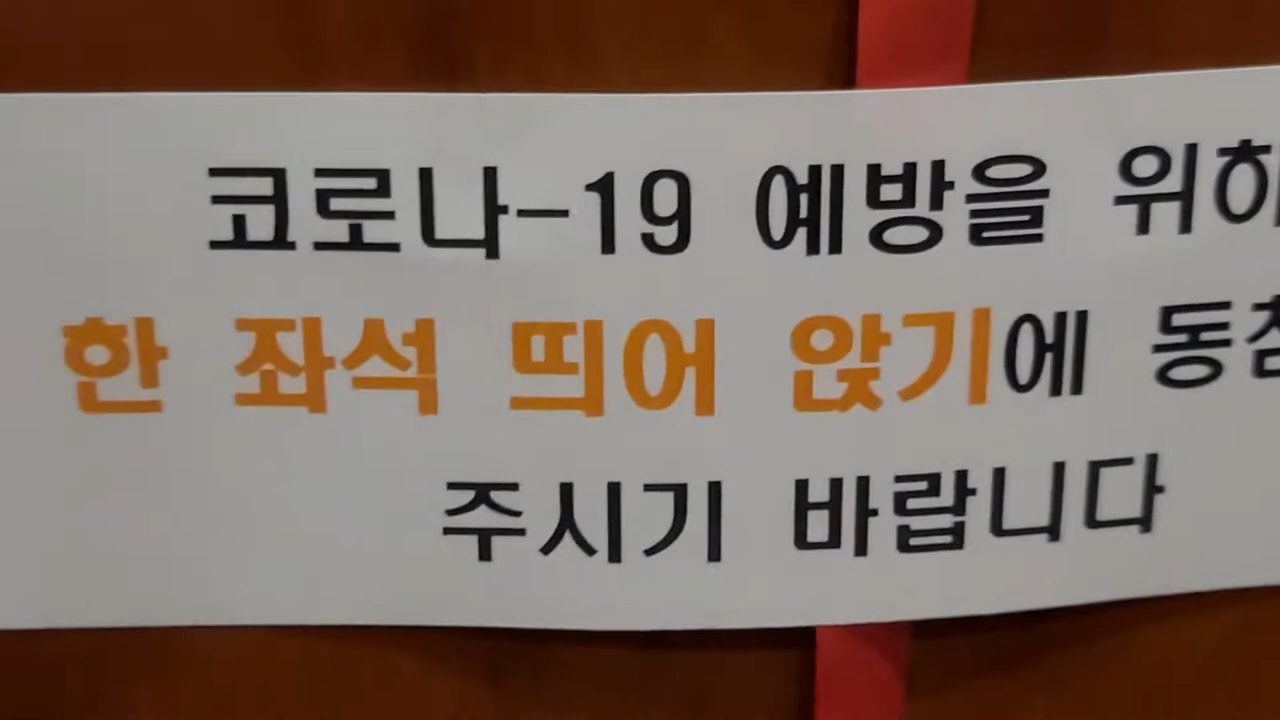 코로나-19 예방을 위하
한 좌석 띄어 앉기에 동참
주시기 바랍니다